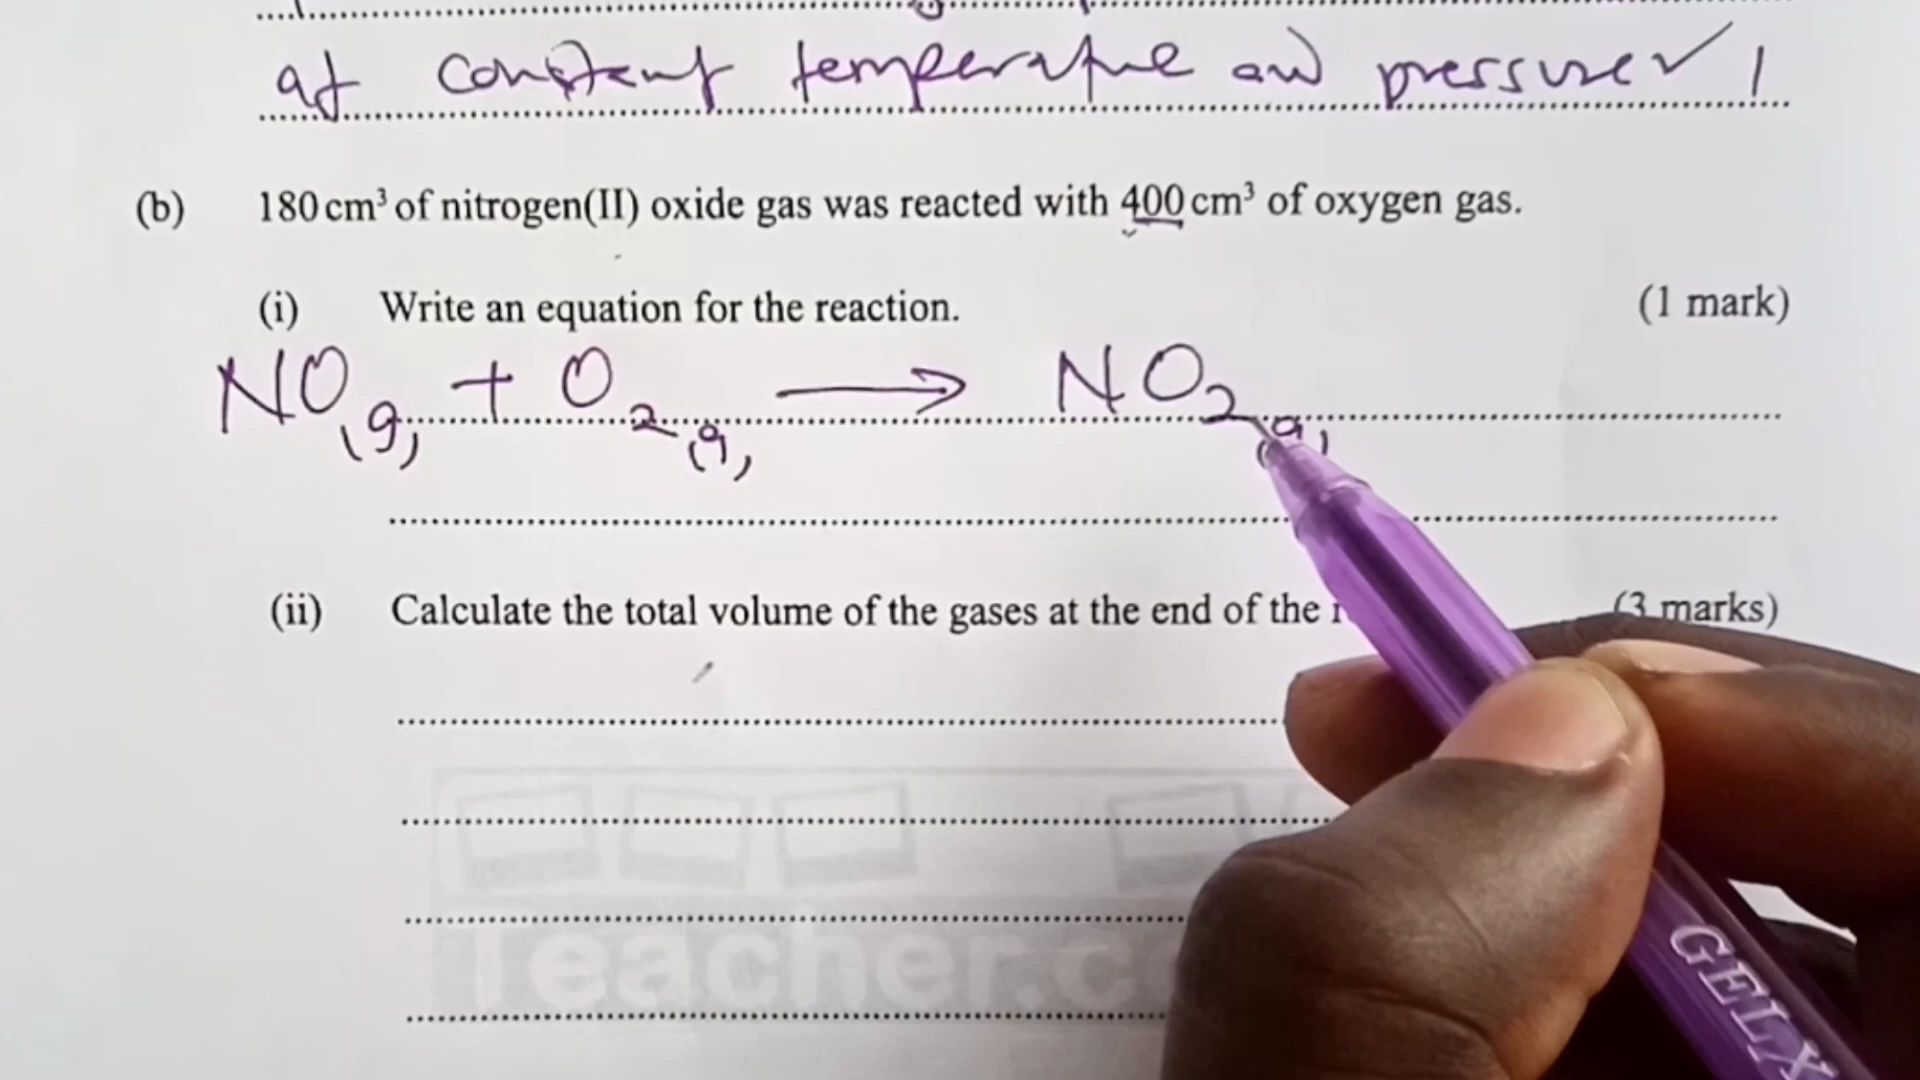 at constant temperature and pressure ✓ 1
(b) 180 cm³ of nitrogen(II) oxide gas was reacted with 400 cm³ of oxygen gas.
(i) Write an equation for the reaction. (1 mark)
NO(g) + O2(g) → NO2(g)
(ii) Calculate the total volume of the gases at the end of the (3 marks)
Teacher.c
GELX